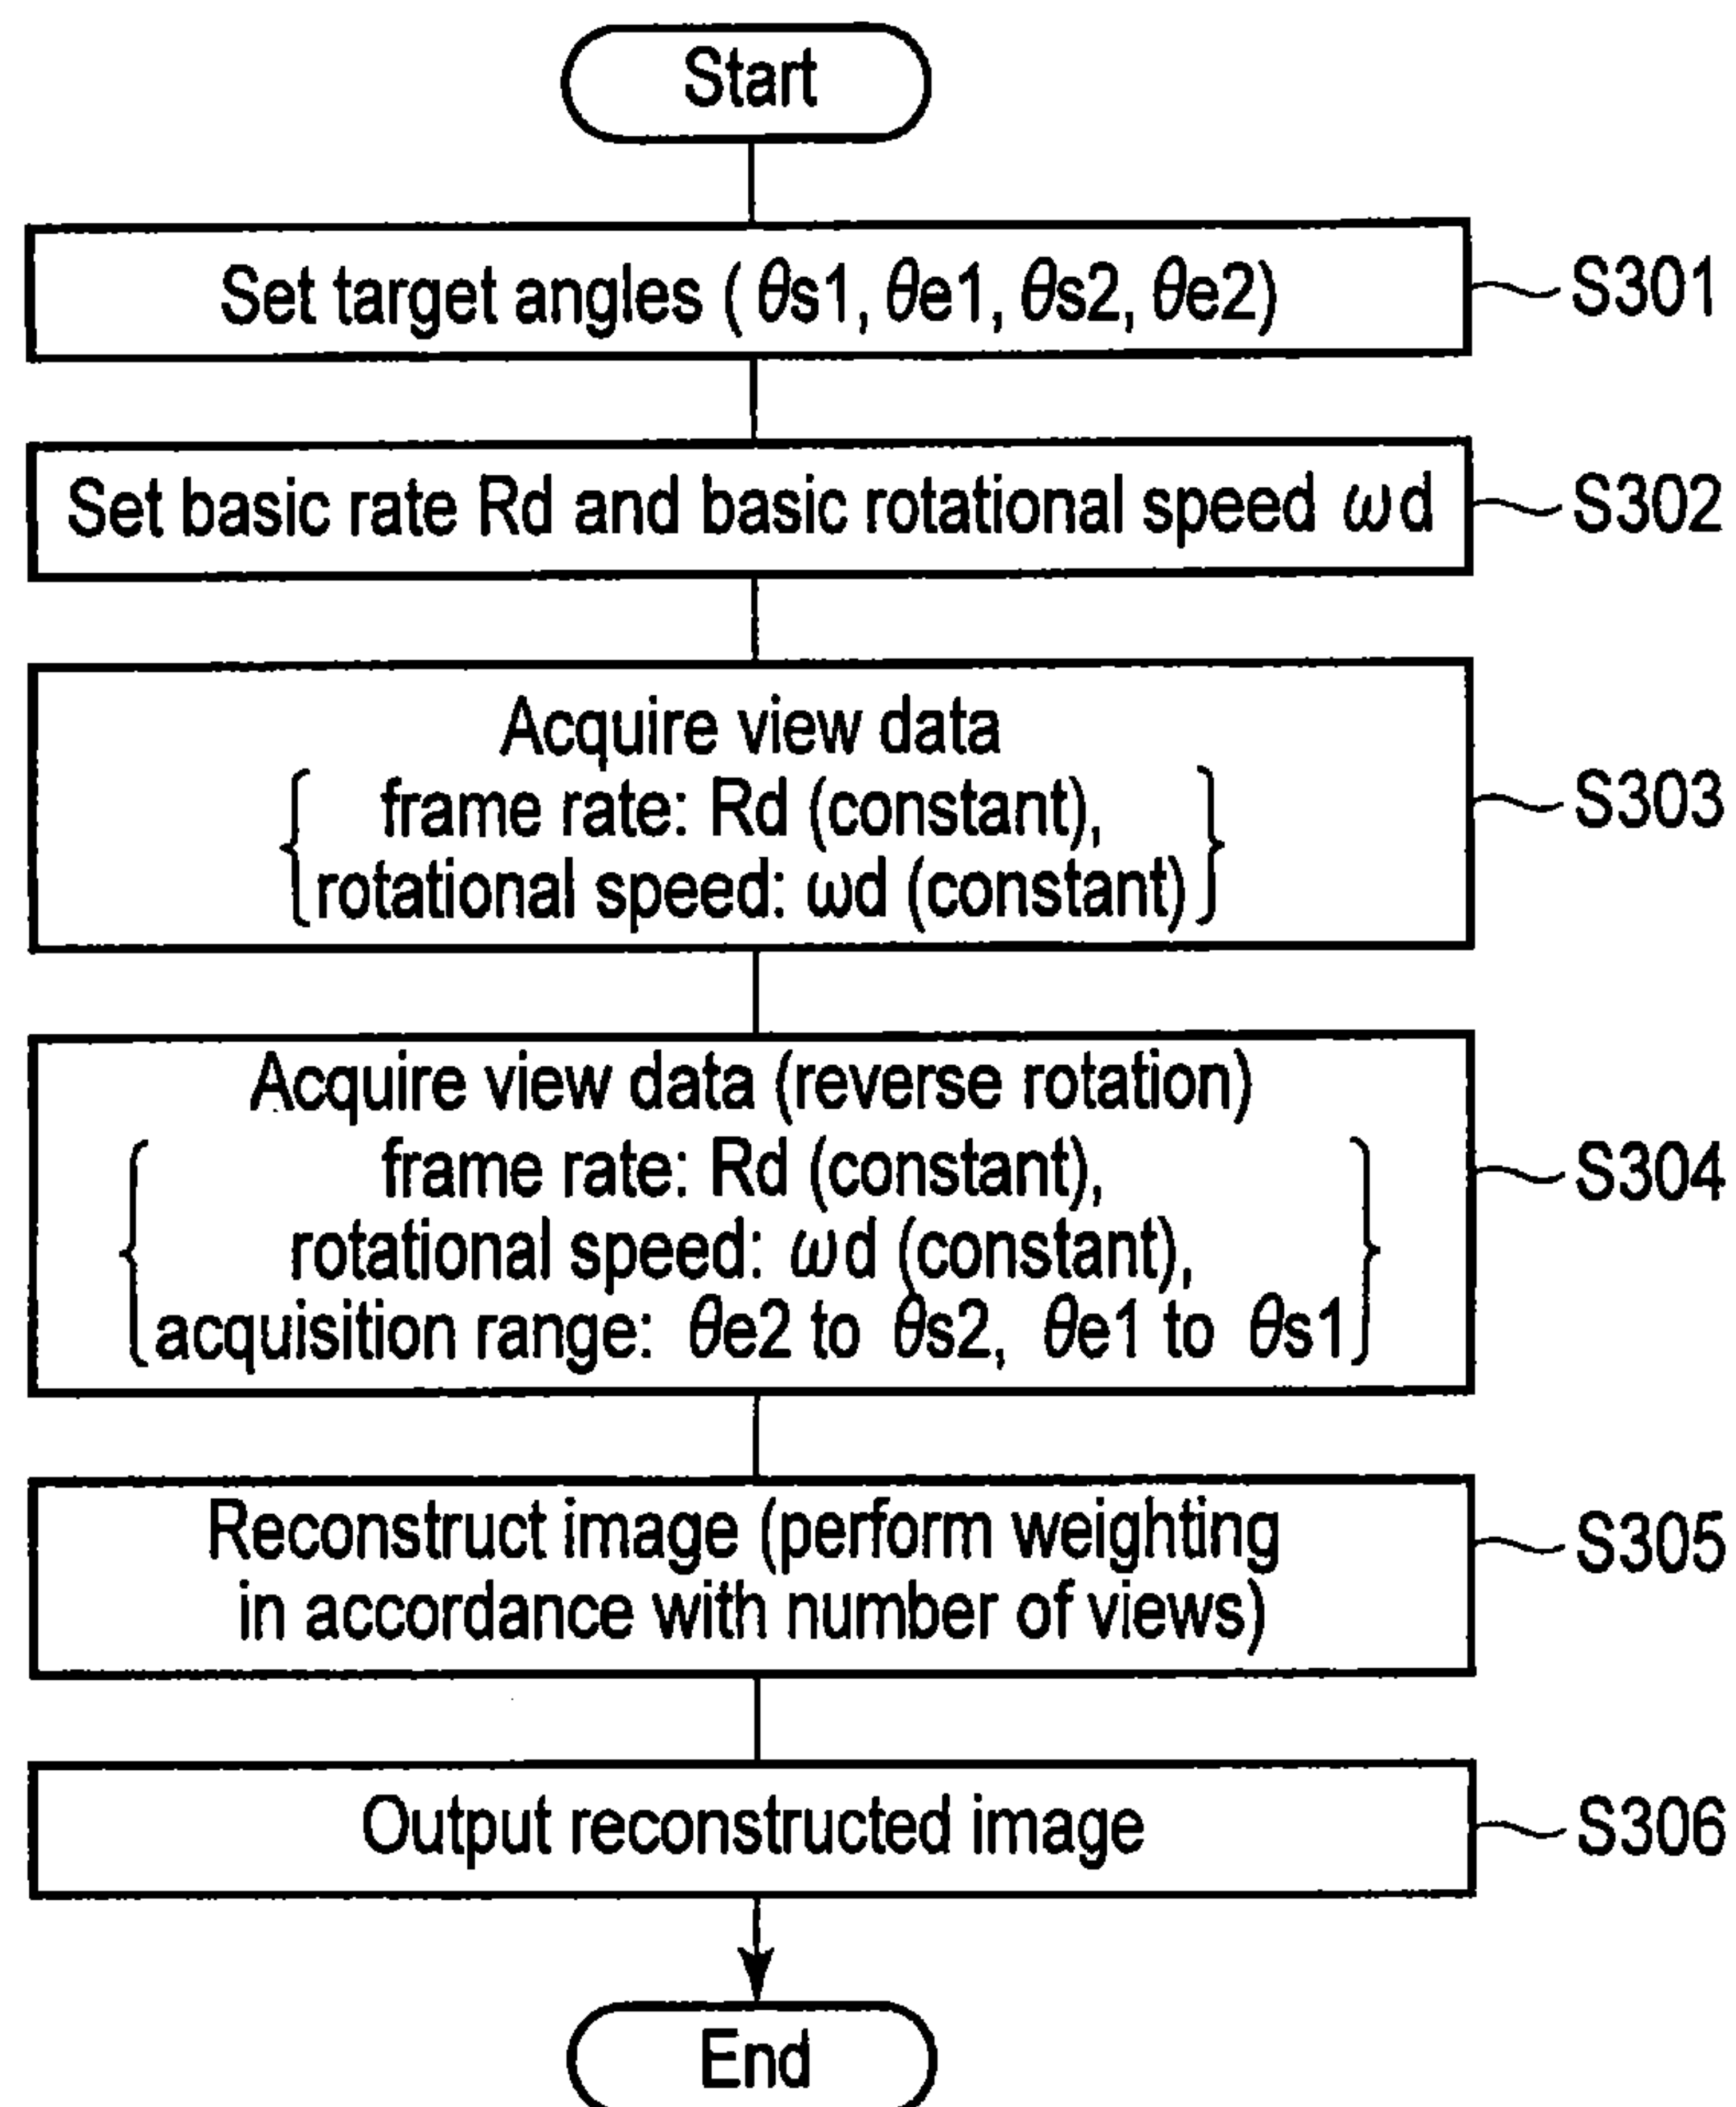 Start
Set target angles (θs1, θe1, θs2, θe2)
S301
Set basic rate Rd and basic rotational speed ωd
S302
Acquire view data
frame rate: Rd (constant),
rotational speed: ωd (constant)
S303
Acquire view data (reverse rotation)
frame rate: Rd (constant),
rotational speed: ωd (constant),
acquisition range: θe2 to θs2, θe1 to θs1
S304
Reconstruct image (perform weighting
in accordance with number of views)
S305
Output reconstructed image
S306
End